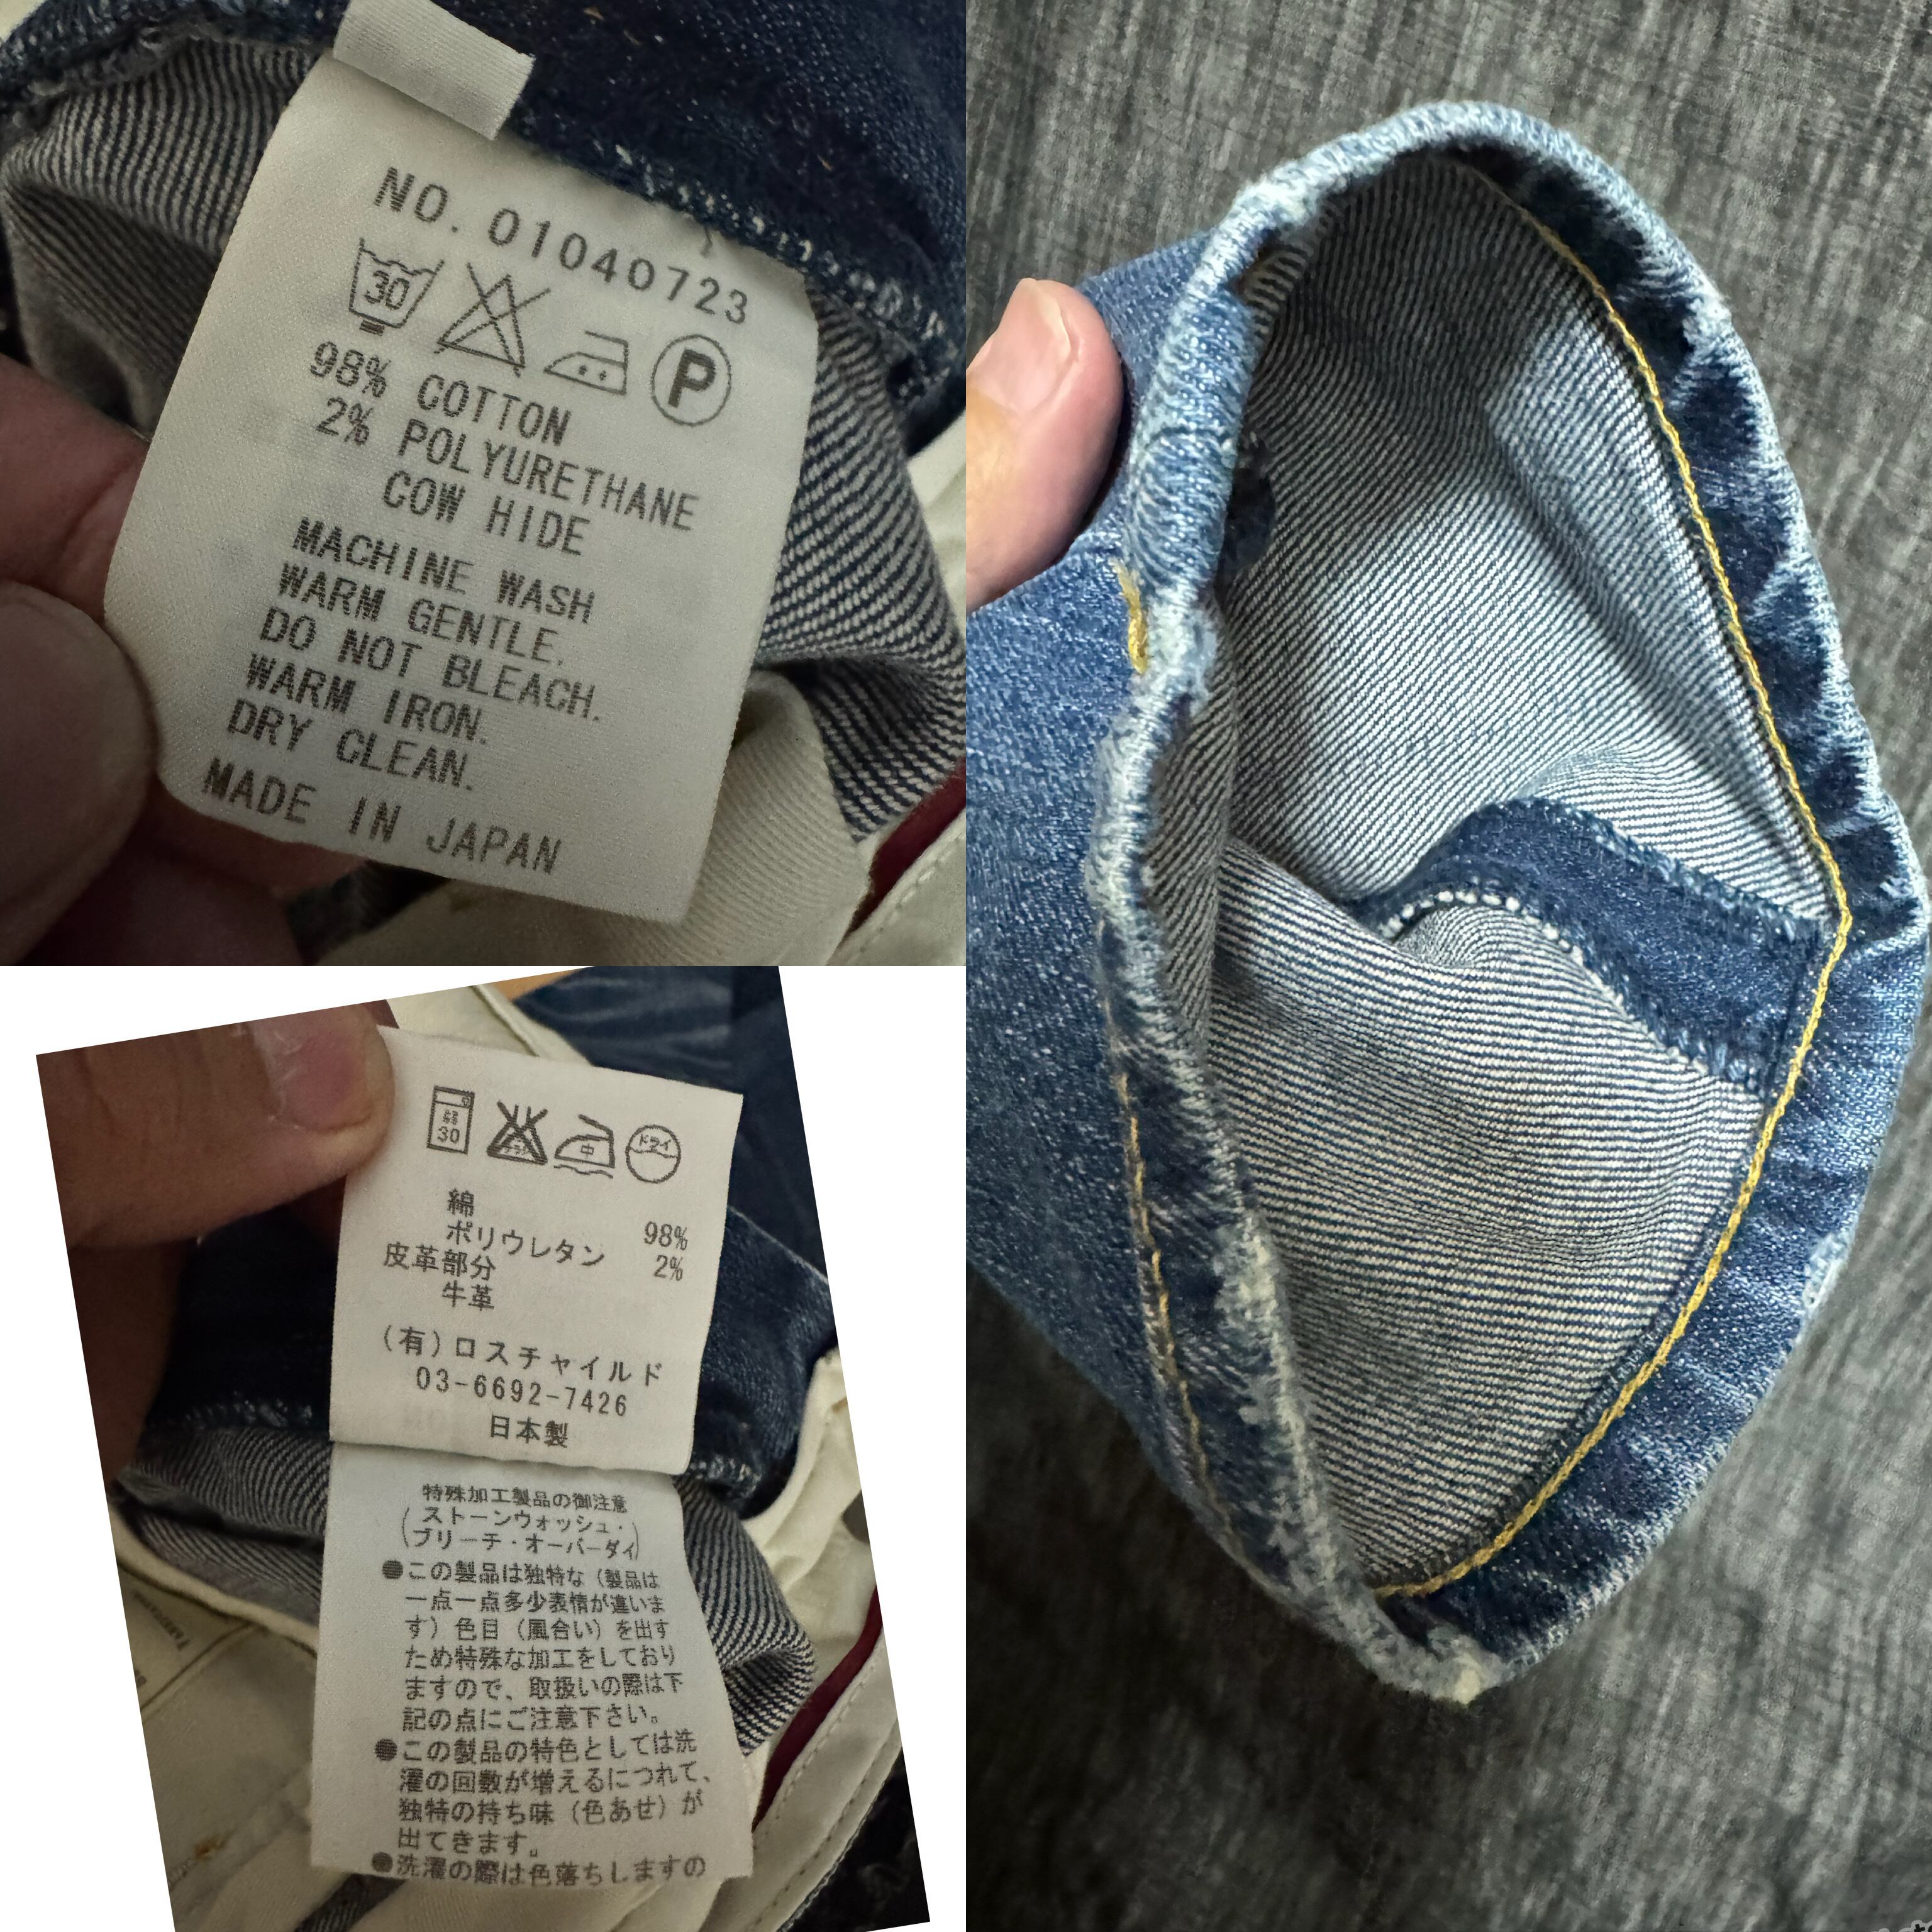 NO. 01040723
30
P
98% COTTON
2% POLYURETHANE
COW HIDE
MACHINE WASH
WARM GENTLE.
DO NOT BLEACH.
WARM IRON.
DRY CLEAN.
MADE IN JAPAN
30
中
ドライ
綿 98%
ポリウレタン 2%
皮革部分
牛革
(有)ロスチャイルド
03-6692-7426
日本製
特殊加工製品の御注意
(ストーンウォッシュ・
ブリーチ・オーバーダイ)
●この製品は独特な(製品は
一点一点多少表情が違いま
す)色目(風合い)を出す
ため特殊な加工をしており
ますので、取扱いの際は下
記の点にご注意下さい。
●この製品の特色としては洗
濯の回数が増えるにつれて、
独特の持ち味(色あせ)が
出てきます。
●洗濯の際は色落ちしますの